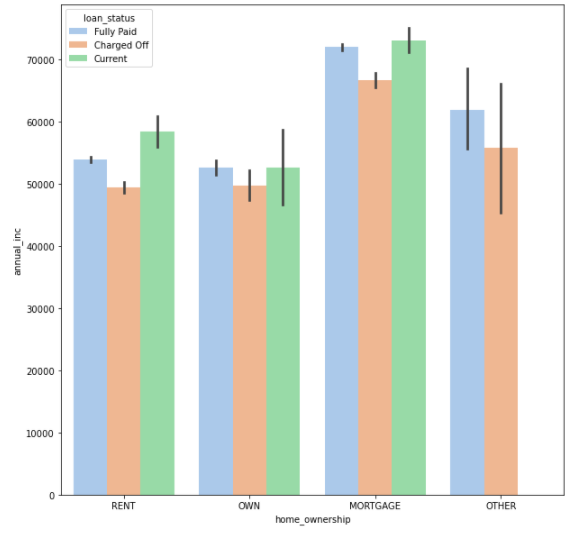 loan_status
Fully Paid
Charged Off
Current
70000
60000
50000
40000
30000
20000
10000
0
annual_inc
RENT OWN MORTGAGE OTHER
home_ownership